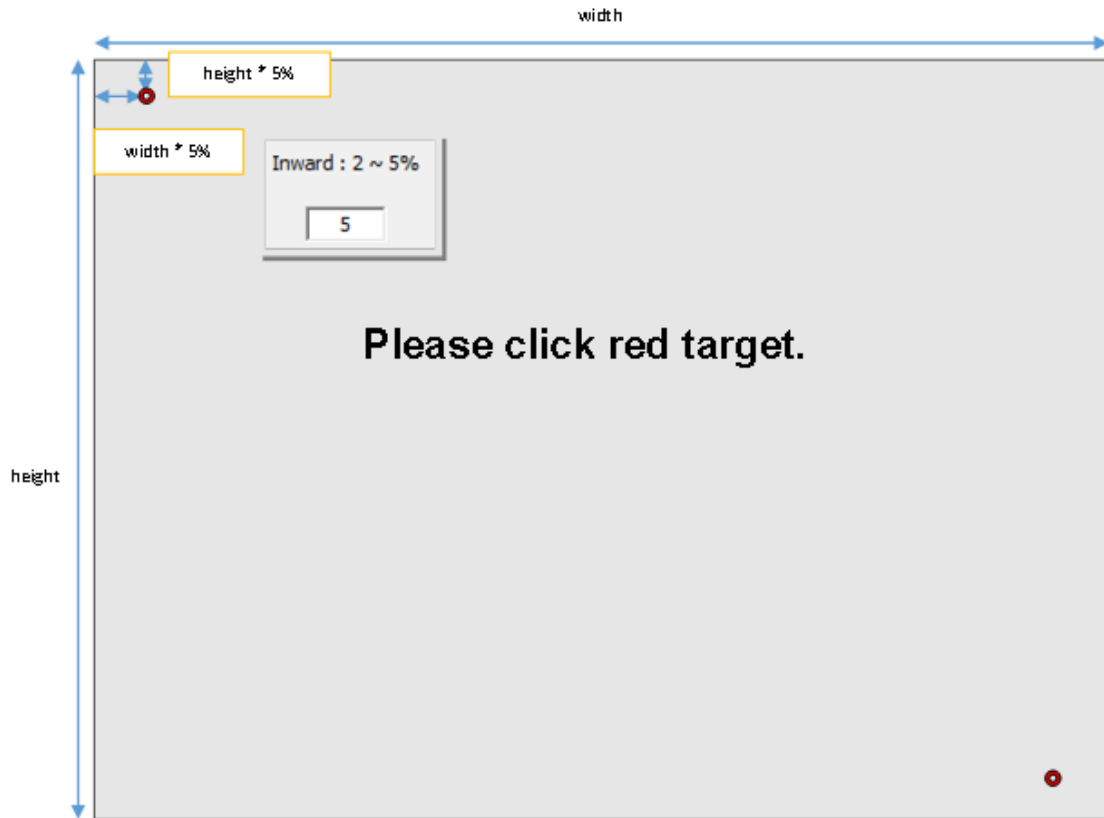 width
height * 5%
width * 5%
Inward : 2 ~ 5%
5
Please click red target.
height